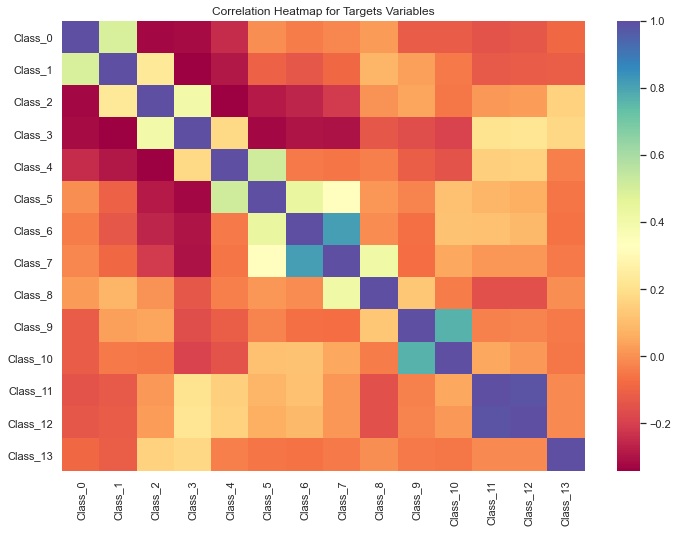 Correlation Heatmap for Targets Variables
Class_0
Class_1
Class_2
Class_3
Class_4
Class_5
Class_6
Class_7
Class_8
Class_9
Class_10
Class_11
Class_12
Class_13
Class_0
Class_1
Class_2
Class_3
Class_4
Class_5
Class_6
Class_7
Class_8
Class_9
Class_10
Class_11
Class_12
Class_13
1.0
0.8
0.6
0.4
0.2
0.0
−0.2